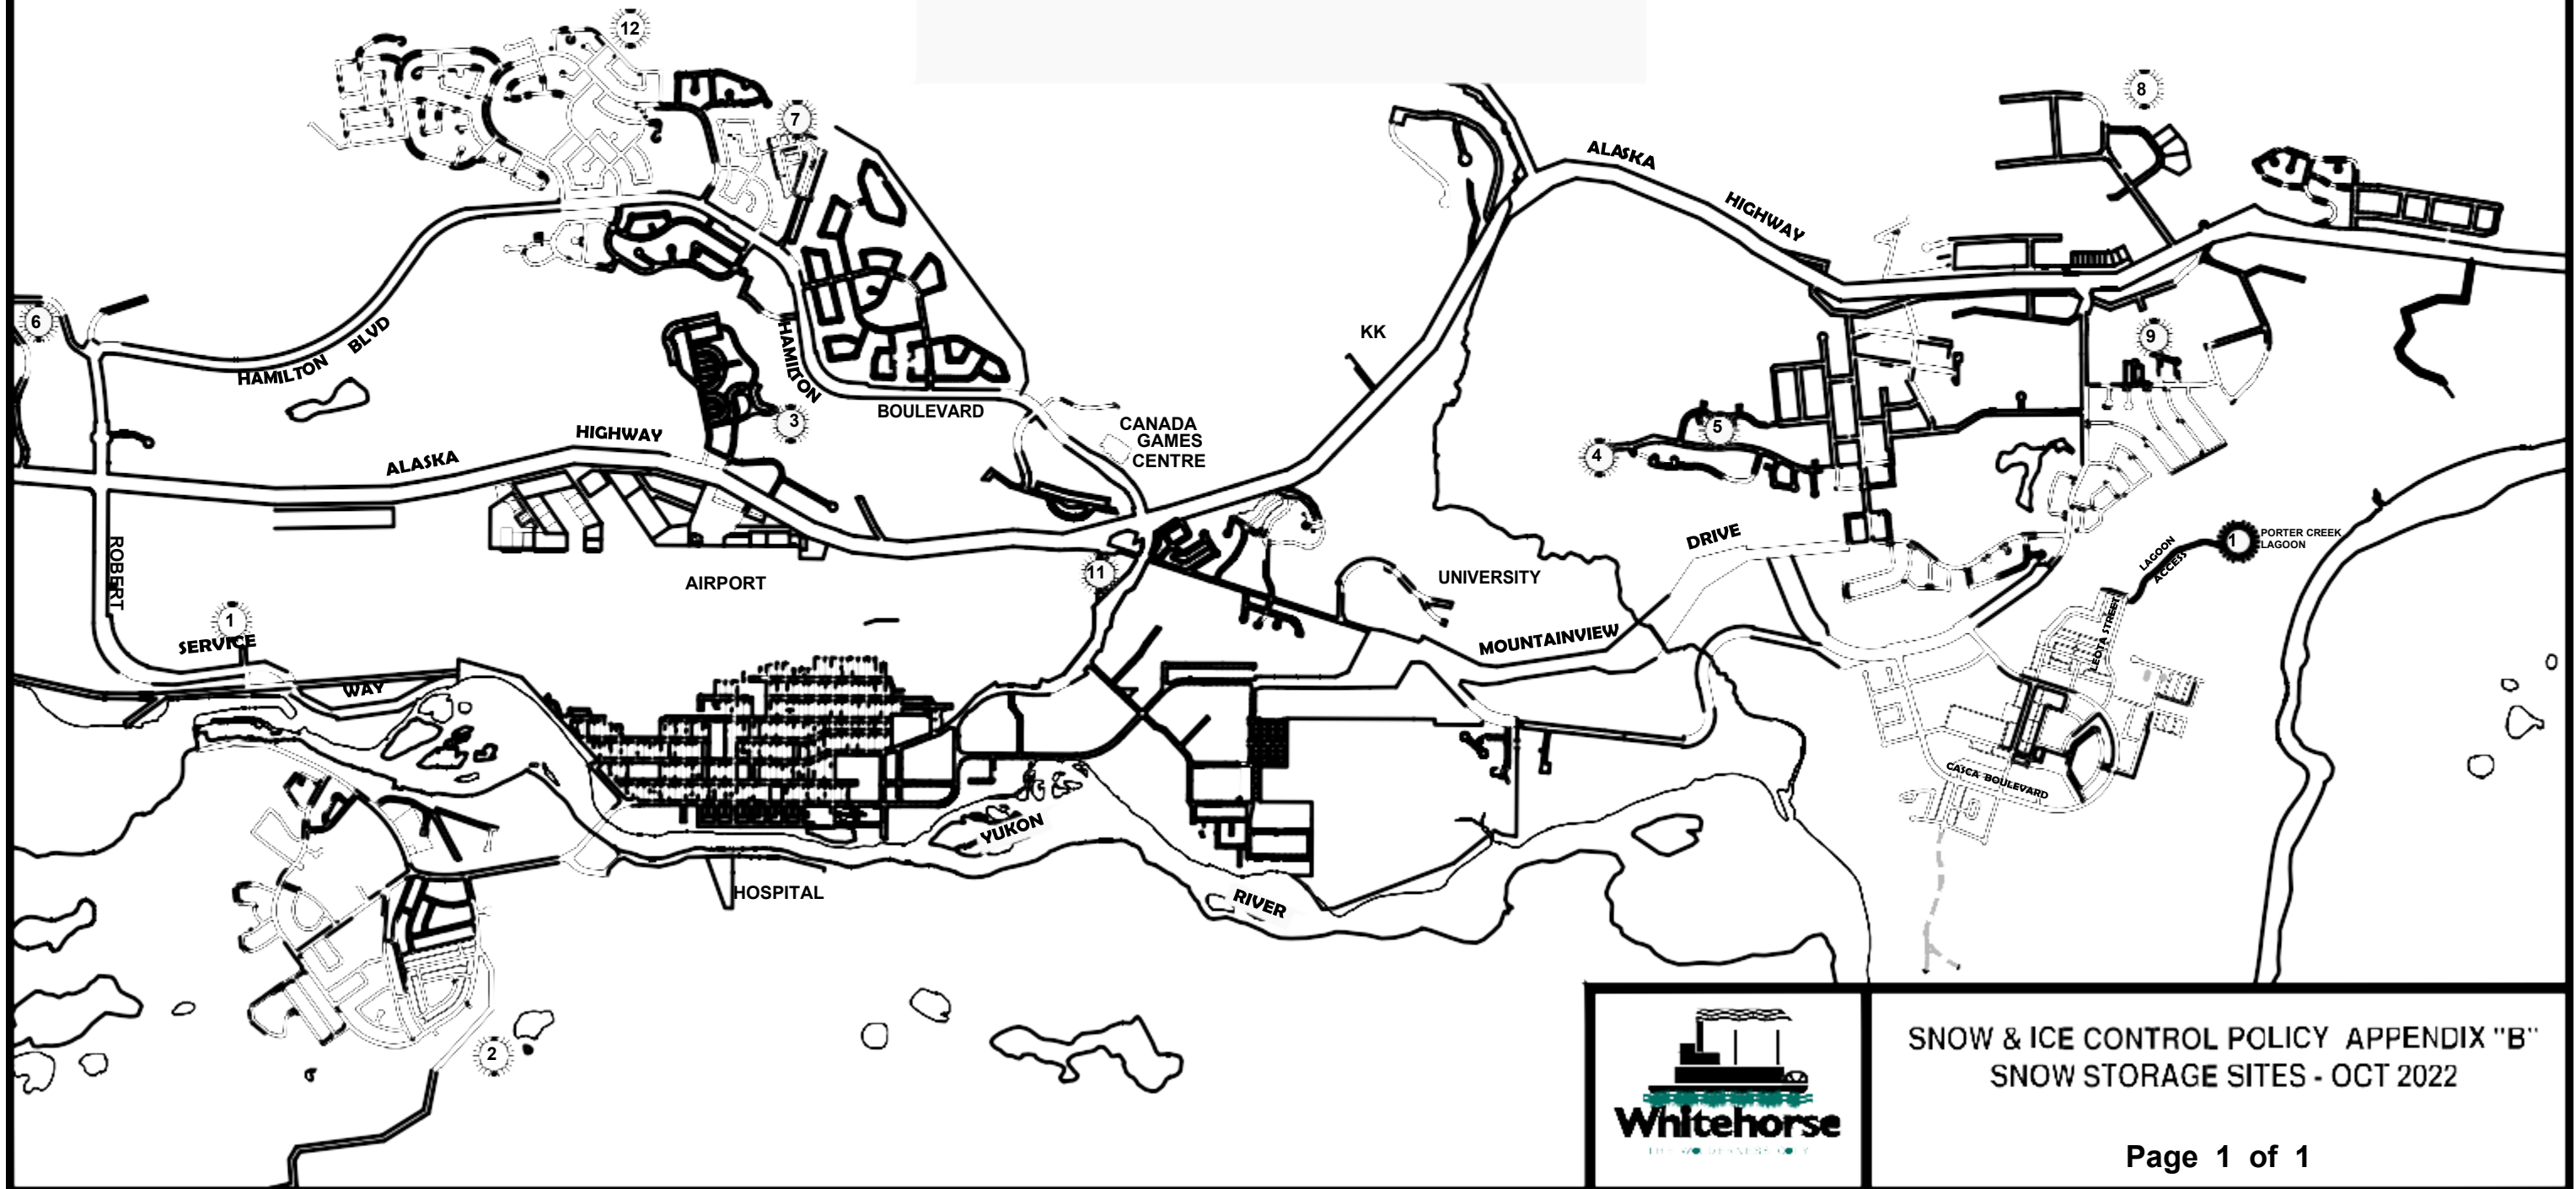 12
7
8
ALASKA
HIGHWAY
6
HAMILTON
BLVD
HAMILTON
BOULEVARD
3
KK
9
CANADA
GAMES
CENTRE
HIGHWAY
ALASKA
5
4
ROBERT
AIRPORT
11
UNIVERSITY
DRIVE
1
PORTER CREEK
LAGOON
LAGOON
ACCESS
1
SERVICE
WAY
MOUNTAINVIEW
LEOTA STREET
CASCA BOULEVARD
YUKON
RIVER
HOSPITAL
2
Whitehorse
SNOW & ICE CONTROL POLICY APPENDIX "B"
SNOW STORAGE SITES - OCT 2022
Page 1 of 1